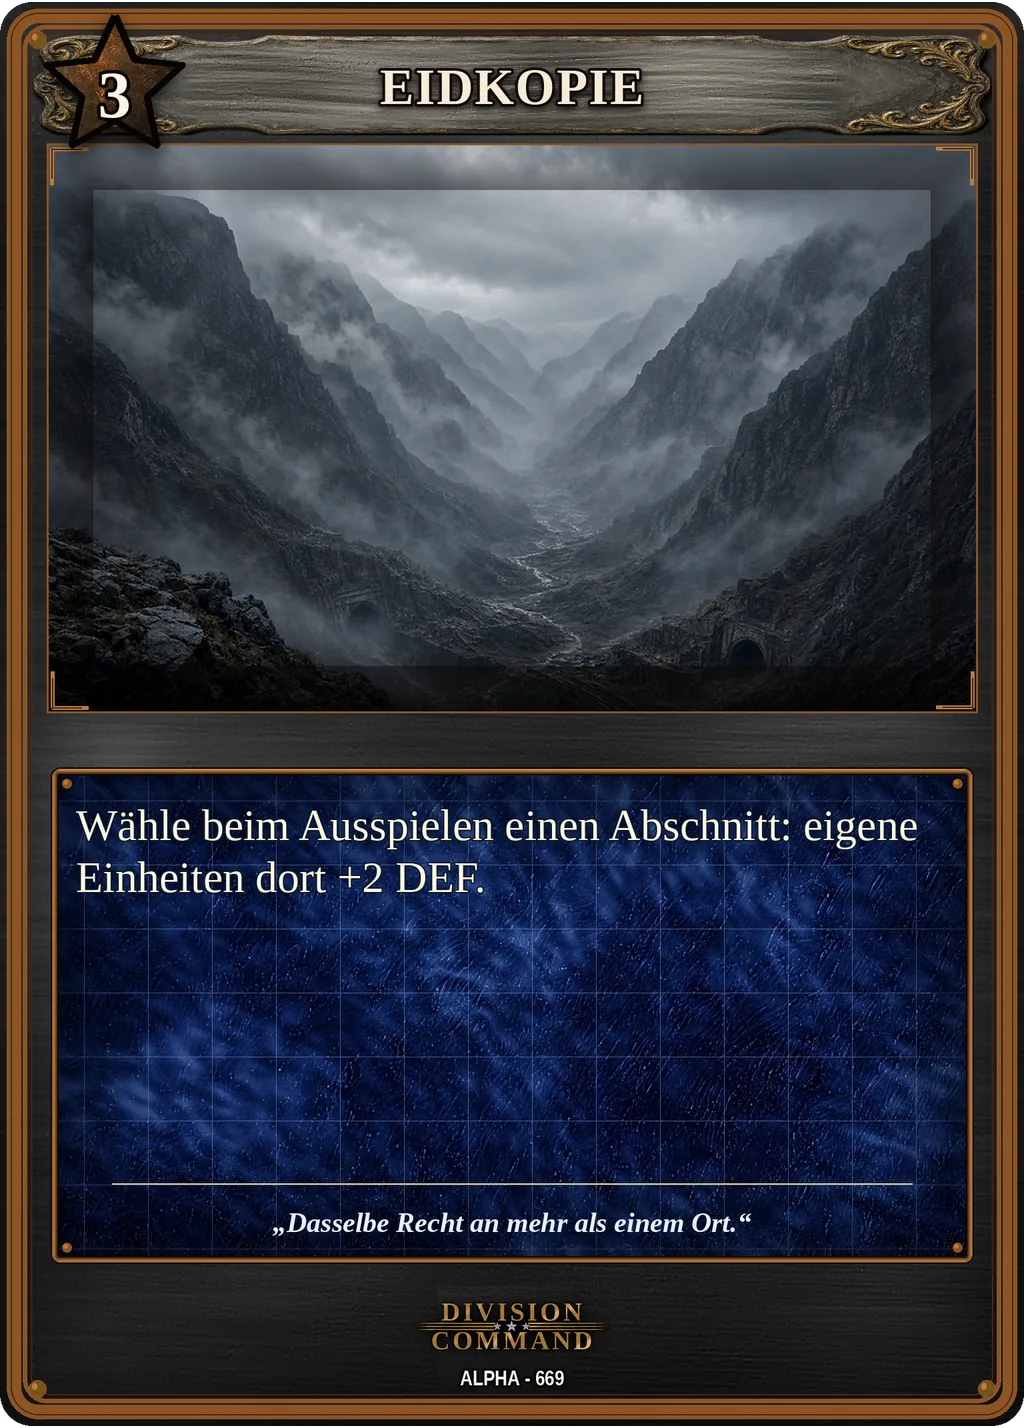 3
EIDKOPIE
Wähle beim Ausspielen einen Abschnitt: eigene
Einheiten dort +2 DEF.
„Dasselbe Recht an mehr als einem Ort.“
DIVISION
COMMAND
ALPHA - 669